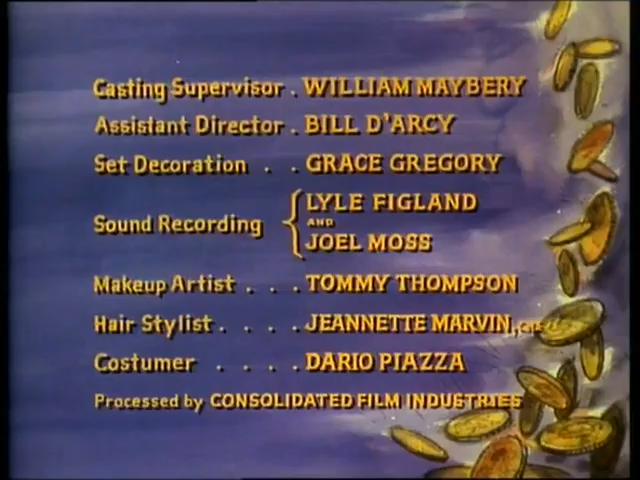 Casting Supervisor . WILLIAM MAYBERY
Assistant Director . BILL D'ARCY
Set Decoration . . GRACE GREGORY
Sound Recording { LYLE FIGLAND
AND
JOEL MOSS
Makeup Artist . . . TOMMY THOMPSON
Hair Stylist . . . . JEANNETTE MARVIN,
Costumer . . . . DARIO PIAZZA
Processed by CONSOLIDATED FILM INDUSTRIES